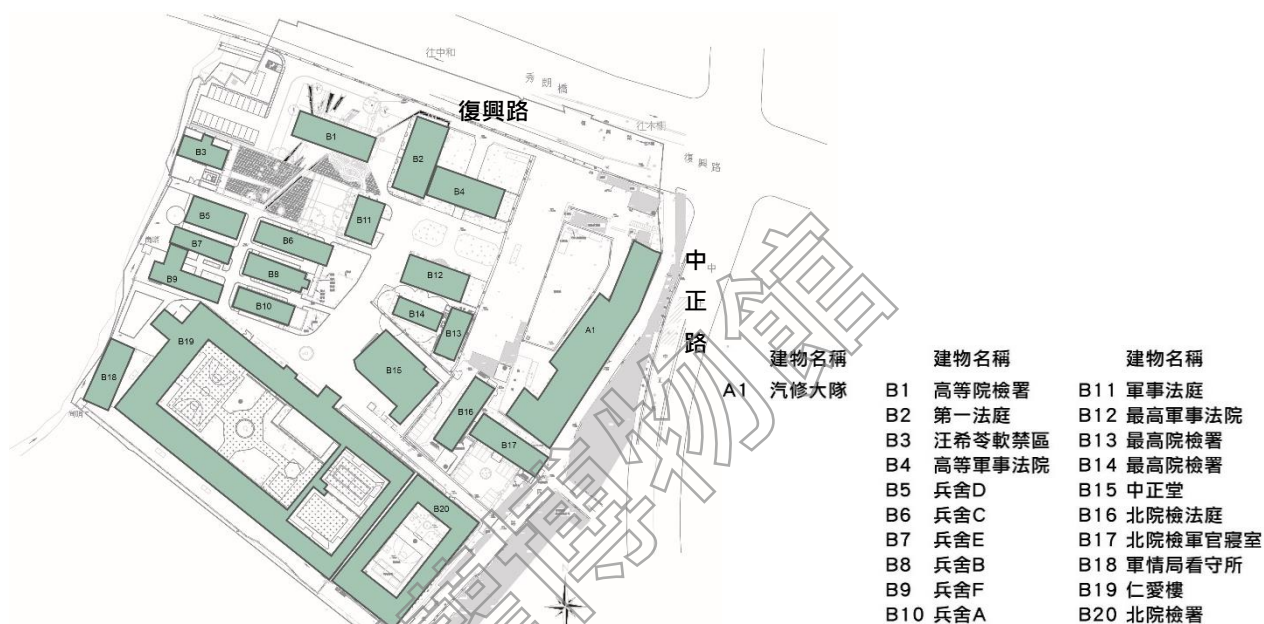 往中和
秀朗橋
復興路
往木柵
復興路
B1
B2
B3
B4
B5
B11
B6
B7
B8
B9
B12
B10
B14
B13
A1
中正路
中
B19
B15
B18
B16
B17
B20
建物名稱 建物名稱 建物名稱
A1 汽修大隊 B1 高等院檢署 B11 軍事法庭
B2 第一法庭 B12 最高軍事法院
B3 汪希苓軟禁區 B13 最高院檢署
B4 高等軍事法院 B14 最高院檢署
B5 兵舍D B15 中正堂
B6 兵舍C B16 北院檢法庭
B7 兵舍E B17 北院檢軍官寢室
B8 兵舍B B18 軍情局看守所
B9 兵舍F B19 仁愛樓
B10 兵舍A B20 北院檢署
博物館